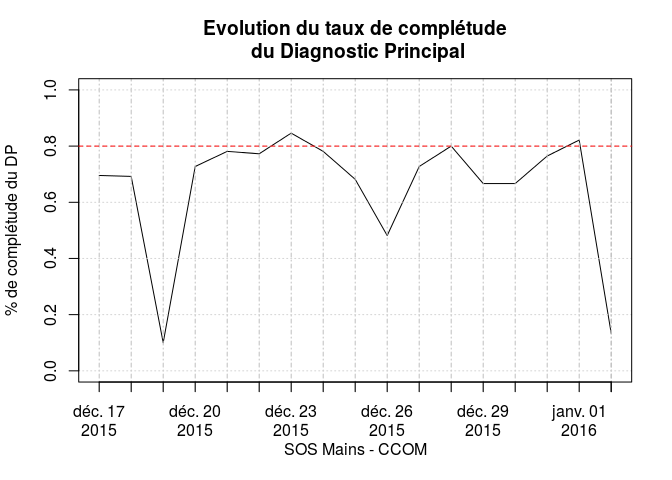 Evolution du taux de complétude
du Diagnostic Principal
% de complétude du DP
1.0
0.8
0.6
0.4
0.2
0.0
déc. 17 déc. 20 déc. 23 déc. 26 déc. 29 janv. 01
2015 2015 2015 2015 2015 2016
SOS Mains - CCOM